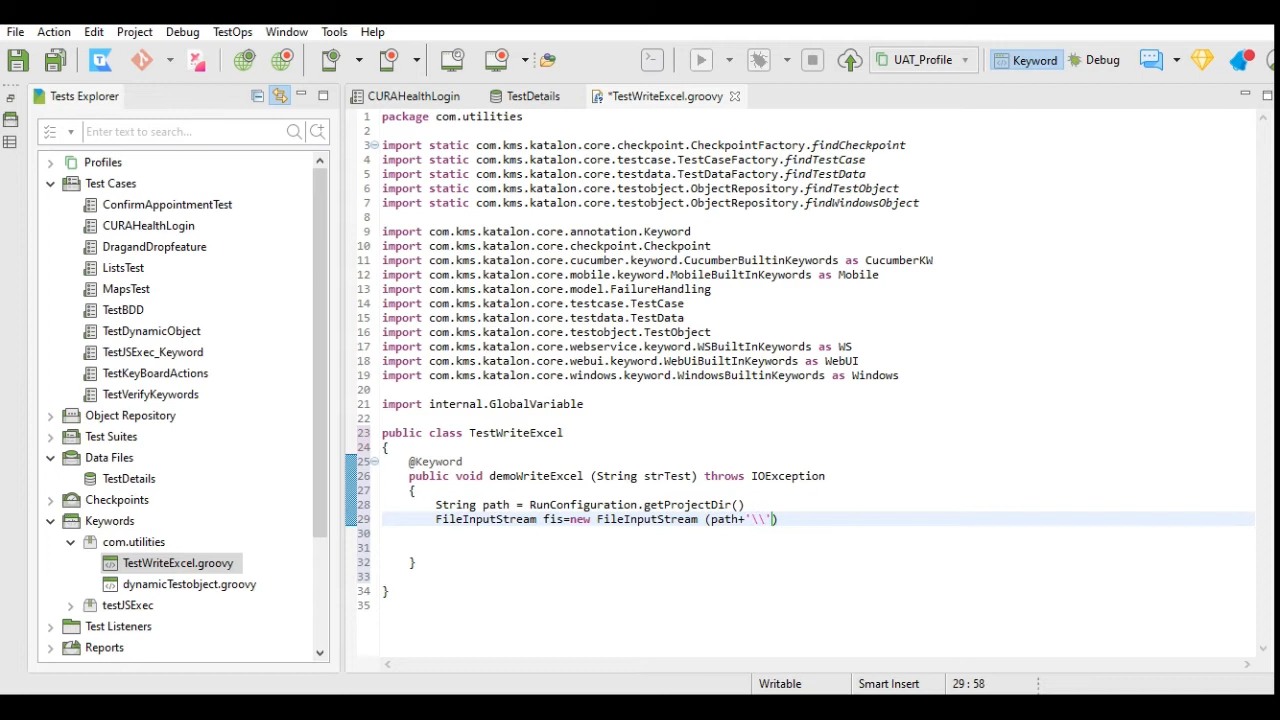 File Action Edit Project Debug TestOps Window Tools Help
UAT_Profile Keyword Debug
Tests Explorer
CURAHealthLogin TestDetails *TestWriteExcel.groovy
Enter text to search...
Profiles
Test Cases
ConfirmAppointmentTest
CURAHealthLogin
DragandDropfeature
ListsTest
MapsTest
TestBDD
TestDynamicObject
TestJSExec_Keyword
TestKeyBoardActions
TestVerifyKeywords
Object Repository
Test Suites
Data Files
TestDetails
Checkpoints
Keywords
com.utilities
TestWriteExcel.groovy
dynamicTestobject.groovy
testJSExec
Test Listeners
Reports
1 package com.utilities
2
3 import static com.kms.katalon.core.checkpoint.CheckpointFactory.findCheckpoint
4 import static com.kms.katalon.core.testcase.TestCaseFactory.findTestCase
5 import static com.kms.katalon.core.testdata.TestDataFactory.findTestData
6 import static com.kms.katalon.core.testobject.ObjectRepository.findTestObject
7 import static com.kms.katalon.core.testobject.ObjectRepository.findWindowsObject
8
9 import com.kms.katalon.core.annotation.Keyword
10 import com.kms.katalon.core.checkpoint.Checkpoint
11 import com.kms.katalon.core.cucumber.keyword.CucumberBuiltinKeywords as CucumberKW
12 import com.kms.katalon.core.mobile.keyword.MobileBuiltInKeywords as Mobile
13 import com.kms.katalon.core.model.FailureHandling
14 import com.kms.katalon.core.testcase.TestCase
15 import com.kms.katalon.core.testdata.TestData
16 import com.kms.katalon.core.testobject.TestObject
17 import com.kms.katalon.core.webservice.keyword.WSBuiltInKeywords as WS
18 import com.kms.katalon.core.webui.keyword.WebUiBuiltInKeywords as WebUI
19 import com.kms.katalon.core.windows.keyword.WindowsBuiltinKeywords as Windows
20
21 import internal.GlobalVariable
22
23 public class TestWriteExcel
24 {
25 @Keyword
26 public void demoWriteExcel (String strTest) throws IOException
27 {
28 String path = RunConfiguration.getProjectDir()
29 FileInputStream fis=new FileInputStream (path+'\\')
30
31
32 }
33
34 }
35
Writable Smart Insert 29 : 58